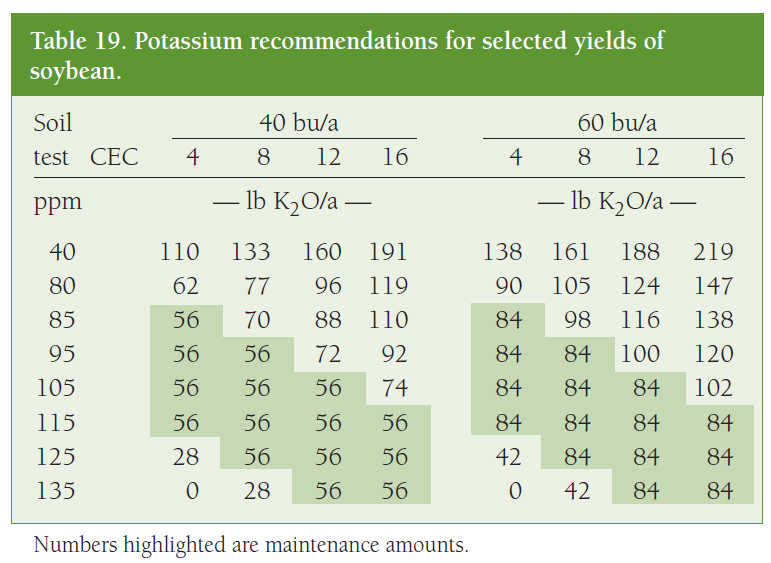 Table 19. Potassium recommendations for selected yields of
soybean.
Soil 40 bu/a 60 bu/a
test CEC 4 8 12 16 4 8 12 16
ppm — lb K₂O/a — — lb K₂O/a —
40 110 133 160 191 138 161 188 219
80 62 77 96 119 90 105 124 147
85 56 70 88 110 84 98 116 138
95 56 56 72 92 84 84 100 120
105 56 56 56 74 84 84 84 102
115 56 56 56 56 84 84 84 84
125 28 56 56 56 42 84 84 84
135 0 28 56 56 0 42 84 84
Numbers highlighted are maintenance amounts.